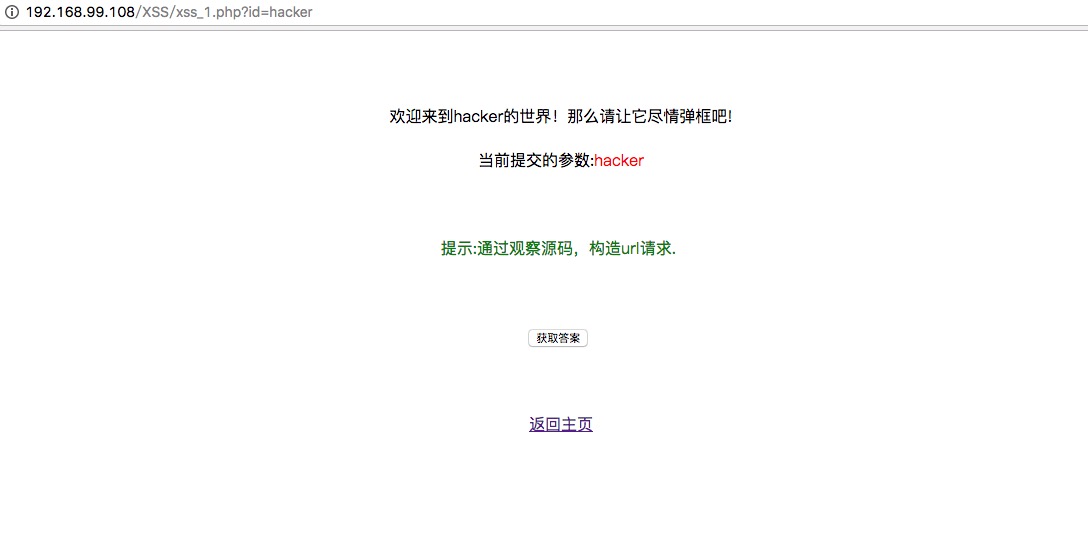 192.168.99.108/XSS/xss_1.php?id=hacker
欢迎来到hacker的世界！那么请让它尽情弹框吧!
当前提交的参数:hacker
提示:通过观察源码，构造url请求.
获取答案
返回主页